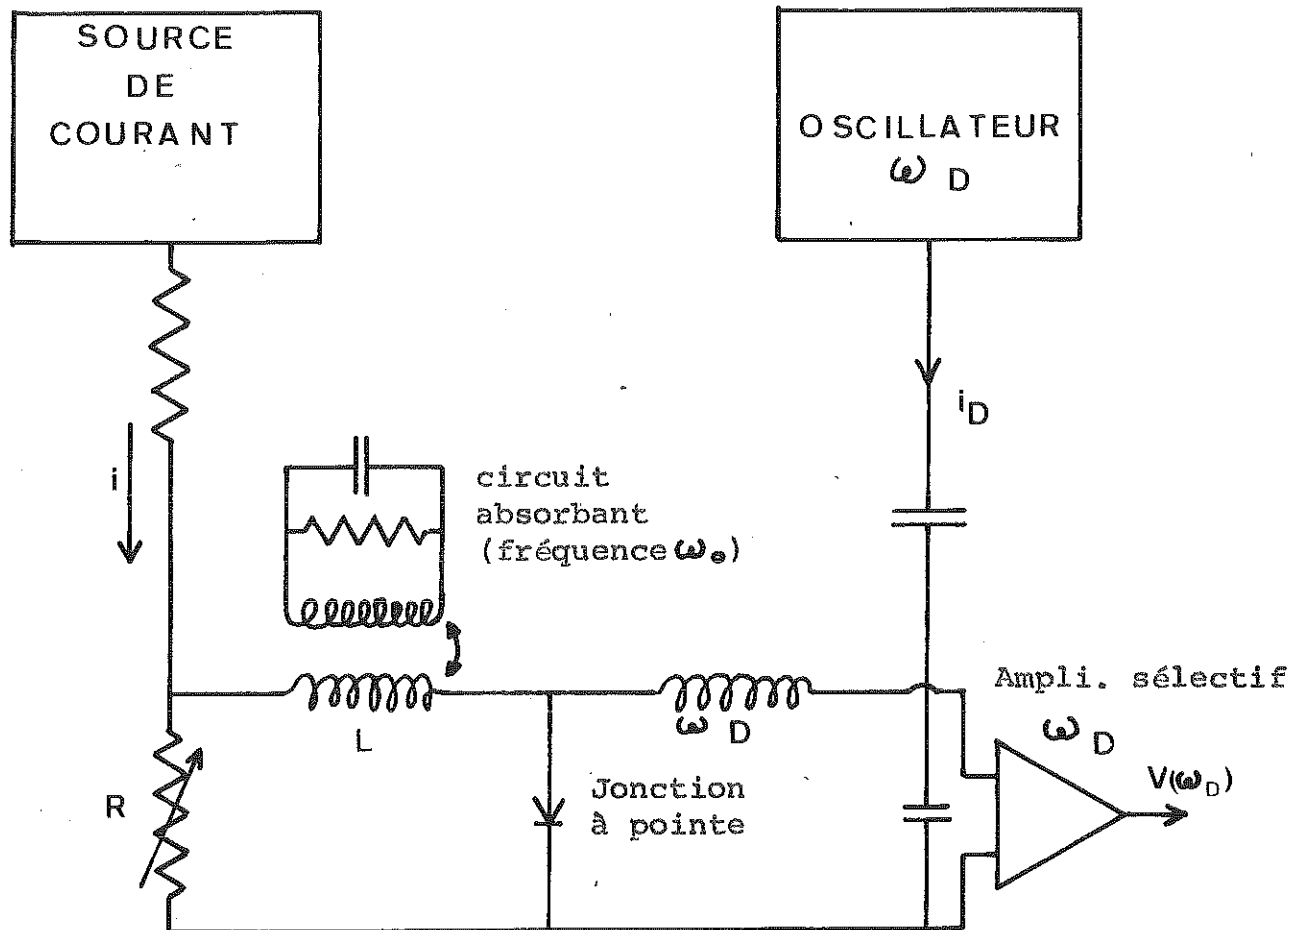 SOURCE
DE
COURANT
OSCILLATEUR
ω D
i
i D
circuit
absorbant
(fréquence ω₀)
L
ω D
Ampli. sélectif
ω D
V(ω D)
R
Jonction
à pointe